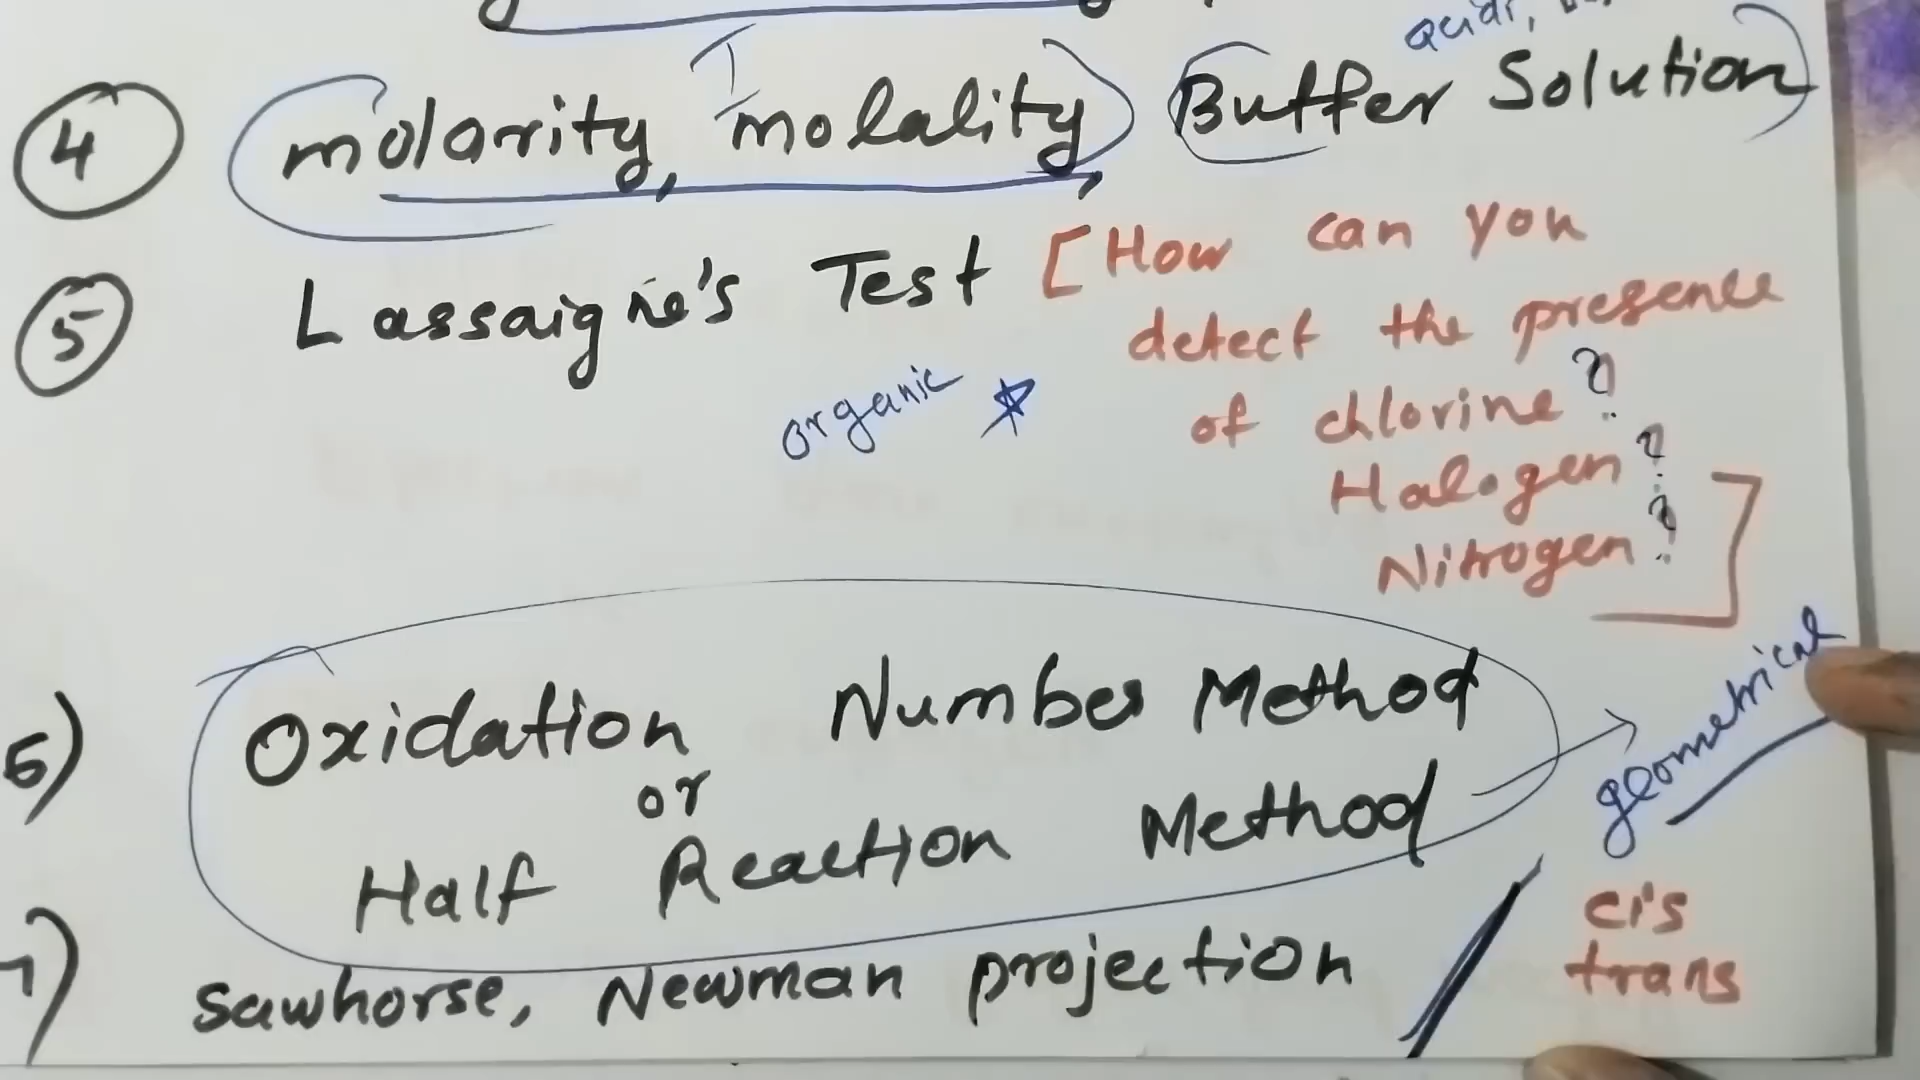 acids,
4 molarity, molality, Buffer Solution
T
5 Lassaigne's Test [How can you
detect the presence
of chlorine?
Halogen?
Nitrogen?]
organic
6) Oxidation Number Method
or
Half Reaction Method
geometrical
cis
trans
7) Sawhorse, Newman projection /